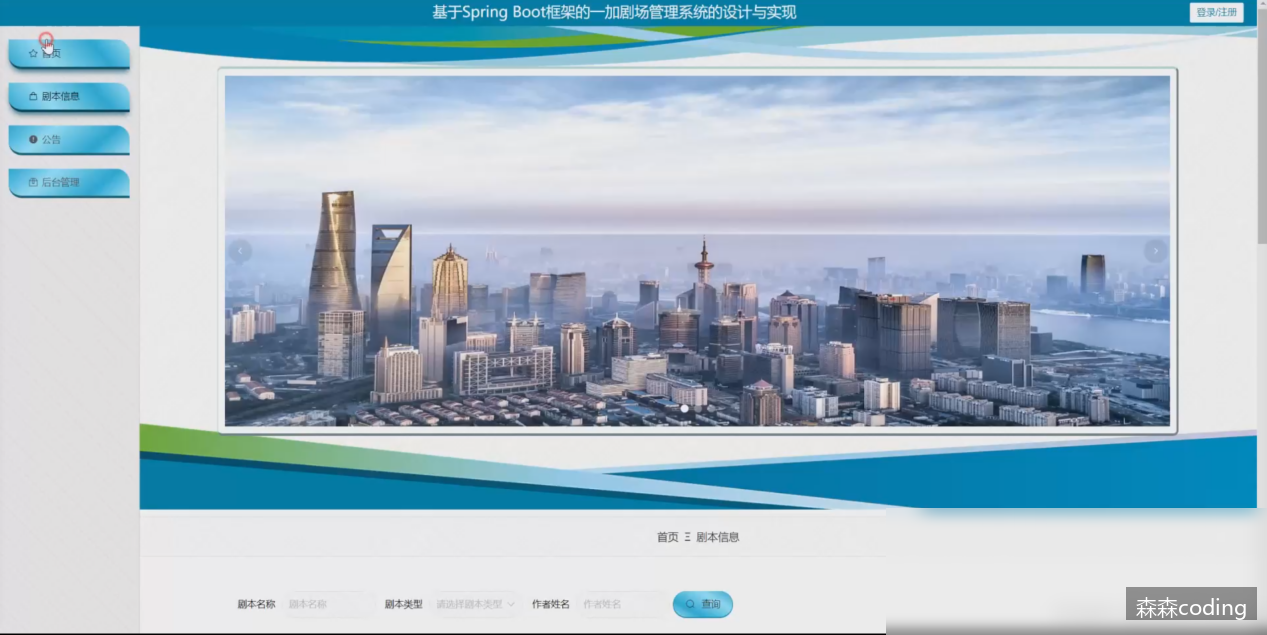 基于Spring Boot框架的一加剧场管理系统的设计与实现
登录/注册
首页
剧本信息
公告
后台管理
首页 Ξ 剧本信息
剧本名称 剧本名称 剧本类型 请选择剧本类型 作者姓名 作者姓名 查询
森森coding